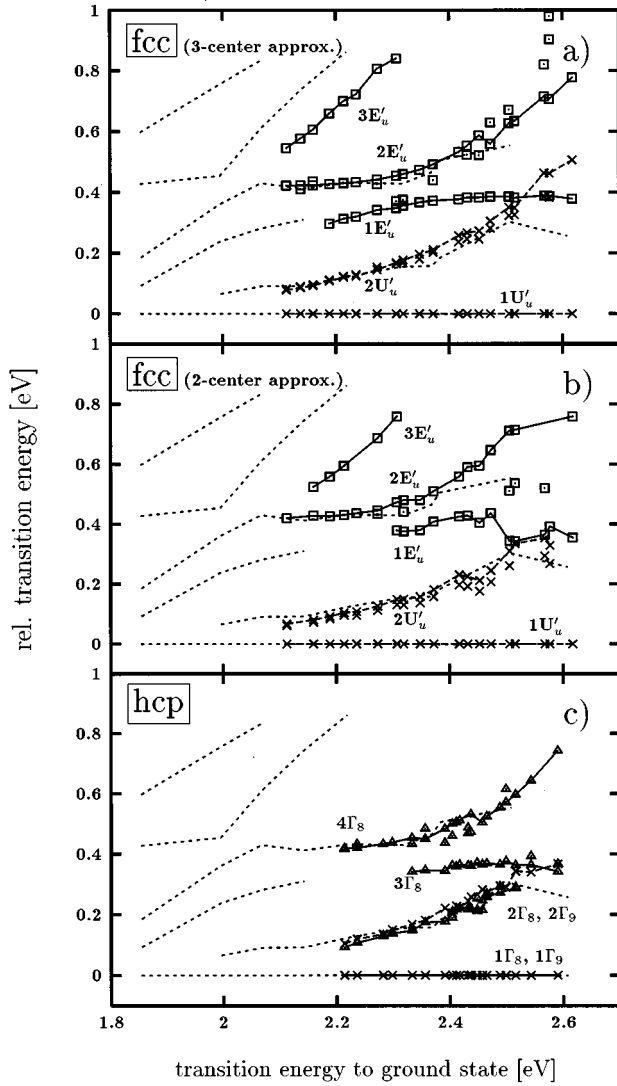 rel. transition energy [eV]
1
fcc (3-center approx.)
a)
0.8
3E′u
0.6
2E′u
0.4
1E′u
0.2
2U′u
1U′u
0
1
fcc (2-center approx.)
b)
0.8
3E′u
0.6
2E′u
0.4
1E′u
0.2
2U′u
1U′u
0
1
hcp
c)
0.8
0.6
4Γ8
0.4
3Γ8
0.2
2Γ8, 2Γ9
1Γ8, 1Γ9
0
1.8 2 2.2 2.4 2.6
transition energy to ground state [eV]